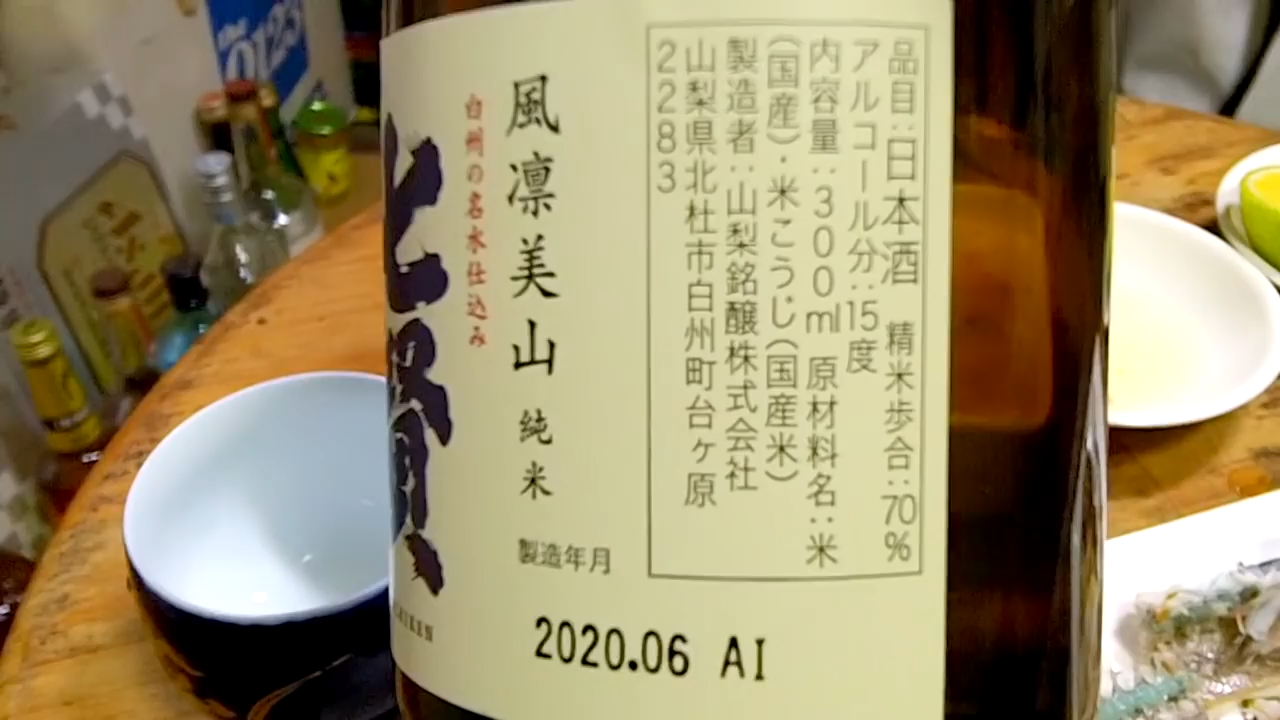 品目:日本酒 精米歩合:70%
アルコール分:15度
内容量:300ml 原材料名:米
(国産)・米こうじ(国産米)
製造者:山梨銘醸株式会社
山梨県北杜市白州町台ヶ原
2283
風凛美山 純米
白州の名水仕込み
七賢
製造年月
2020.06 AI
0123